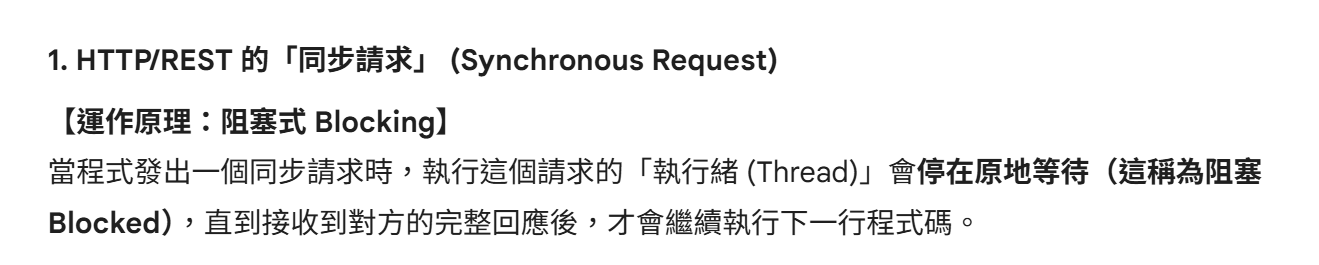 1. HTTP/REST 的「同步請求」 (Synchronous Request)
【運作原理：阻塞式 Blocking】
當程式發出一個同步請求時，執行這個請求的「執行緒 (Thread)」會停在原地等待（這稱為阻塞
Blocked），直到接收到對方的完整回應後，才會繼續執行下一行程式碼。